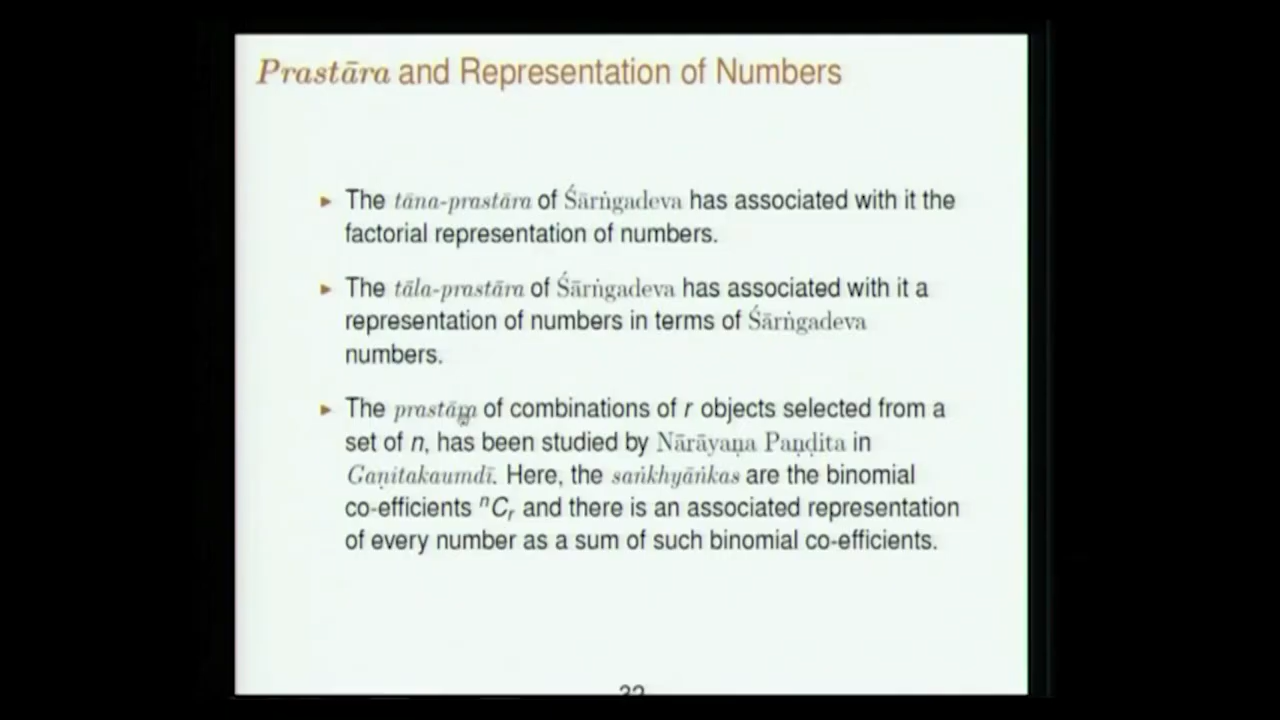 Prastāra and Representation of Numbers
► The tāna-prastāra of Śārṅgadeva has associated with it the
factorial representation of numbers.
► The tāla-prastāra of Śārṅgadeva has associated with it a
representation of numbers in terms of Śārṅgadeva
numbers.
► The prastāra of combinations of r objects selected from a
set of n, has been studied by Nārāyaṇa Paṇḍita in
Gaṇitakaumdī. Here, the saṅkhyāṅkas are the binomial
co-efficients ⁿCᵣ and there is an associated representation
of every number as a sum of such binomial co-efficients.